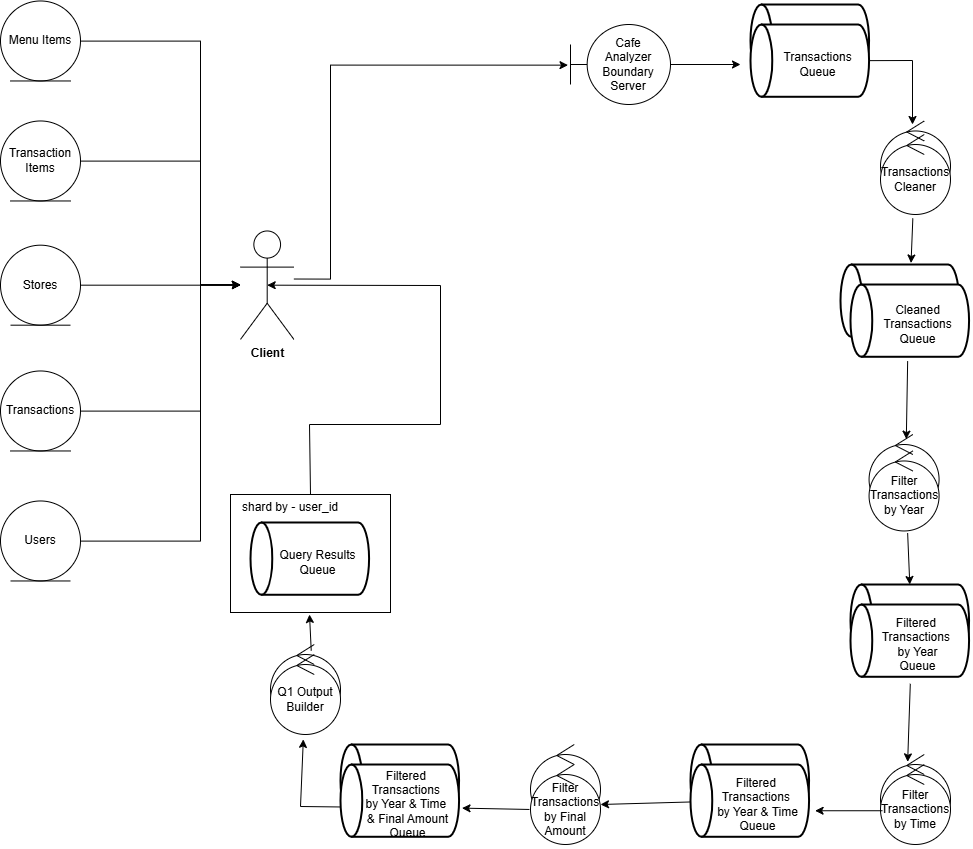 Menu Items
Transaction
Items
Stores
Transactions
Users
Client
Cafe
Analyzer
Boundary
Server
Transactions
Queue
Transactions
Cleaner
Cleaned
Transactions
Queue
Filter
Transactions
by Year
Filtered
Transactions
by Year
Queue
Filter
Transactions
by Time
Filtered
Transactions
by Year & Time
Queue
Filter
Transactions
by Final
Amount
Filtered
Transactions
by Year & Time
& Final Amount
Queue
Q1 Output
Builder
shard by - user_id
Query Results
Queue